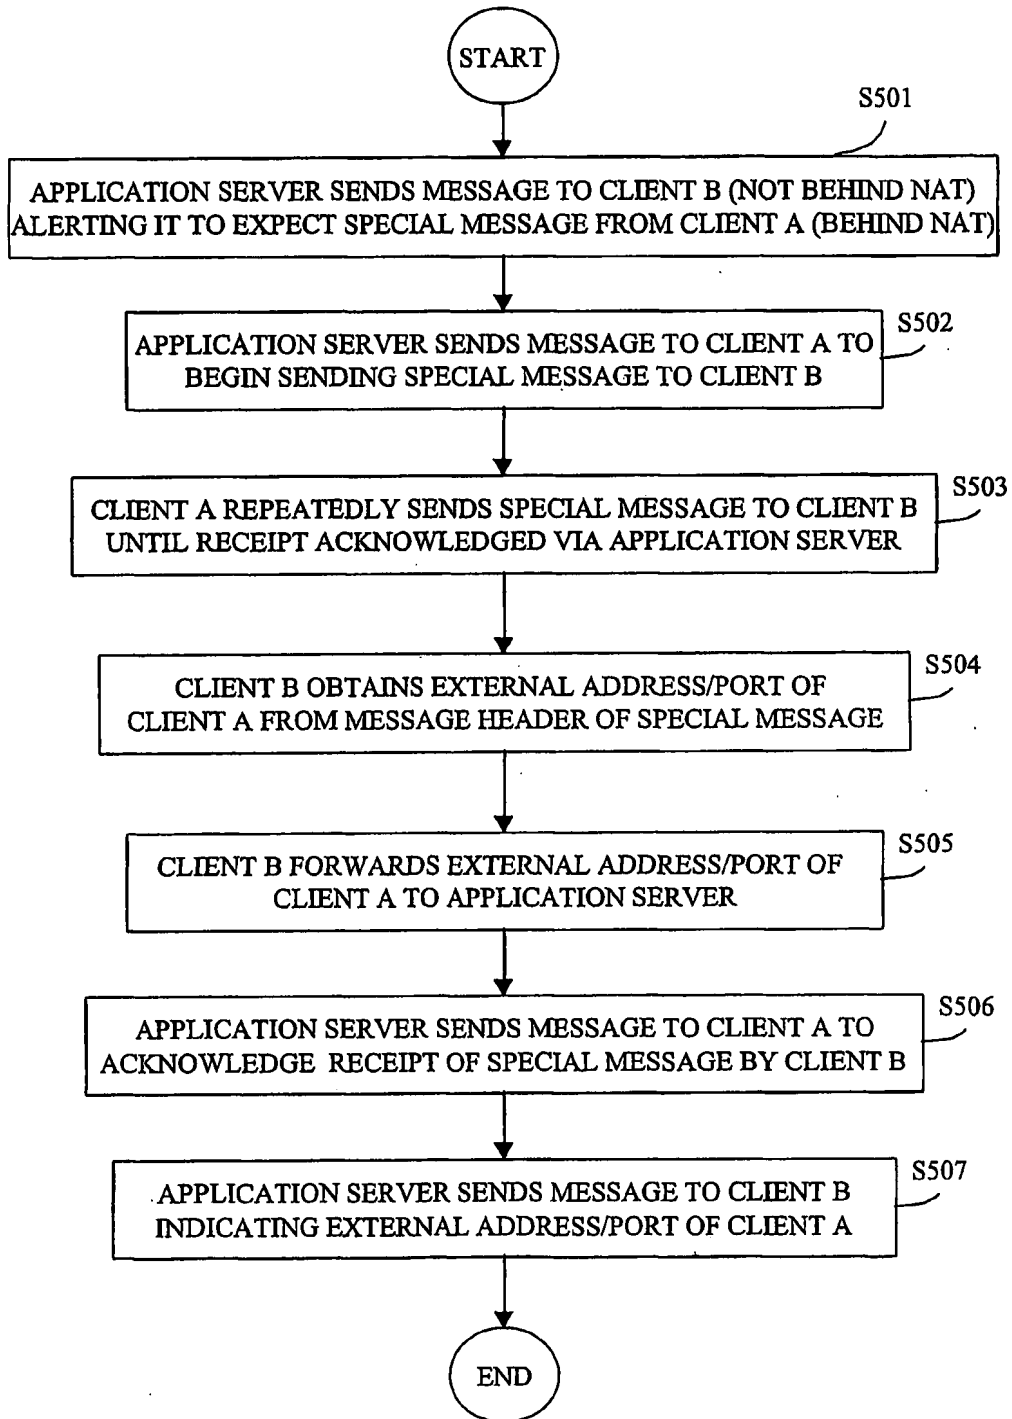 START
S501
APPLICATION SERVER SENDS MESSAGE TO CLIENT B (NOT BEHIND NAT)
ALERTING IT TO EXPECT SPECIAL MESSAGE FROM CLIENT A (BEHIND NAT)
S502
APPLICATION SERVER SENDS MESSAGE TO CLIENT A TO
BEGIN SENDING SPECIAL MESSAGE TO CLIENT B
S503
CLIENT A REPEATEDLY SENDS SPECIAL MESSAGE TO CLIENT B
UNTIL RECEIPT ACKNOWLEDGED VIA APPLICATION SERVER
S504
CLIENT B OBTAINS EXTERNAL ADDRESS/PORT OF
CLIENT A FROM MESSAGE HEADER OF SPECIAL MESSAGE
S505
CLIENT B FORWARDS EXTERNAL ADDRESS/PORT OF
CLIENT A TO APPLICATION SERVER
S506
APPLICATION SERVER SENDS MESSAGE TO CLIENT A TO
ACKNOWLEDGE RECEIPT OF SPECIAL MESSAGE BY CLIENT B
S507
APPLICATION SERVER SENDS MESSAGE TO CLIENT B
INDICATING EXTERNAL ADDRESS/PORT OF CLIENT A
END